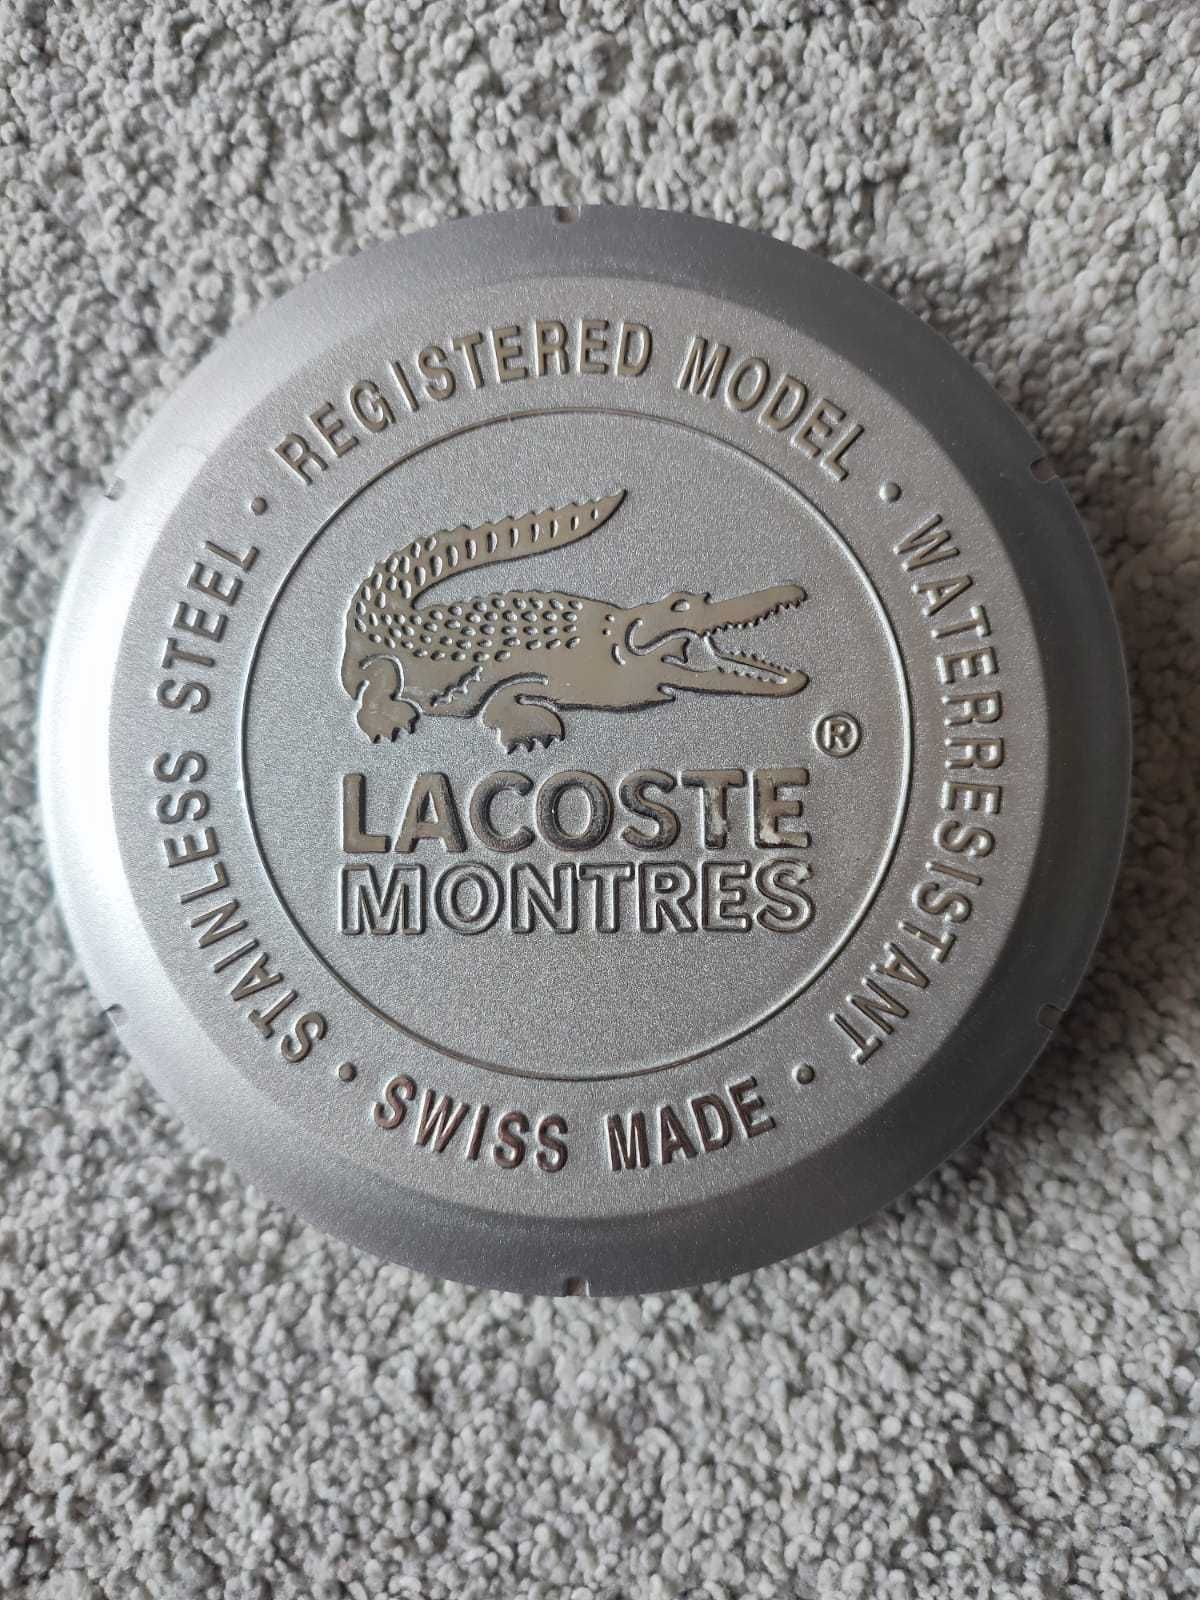 REGISTERED MODEL · WATERRESISTANT · SWISS MADE · STAINLESS STEEL ·
®
LACOSTE
MONTRES